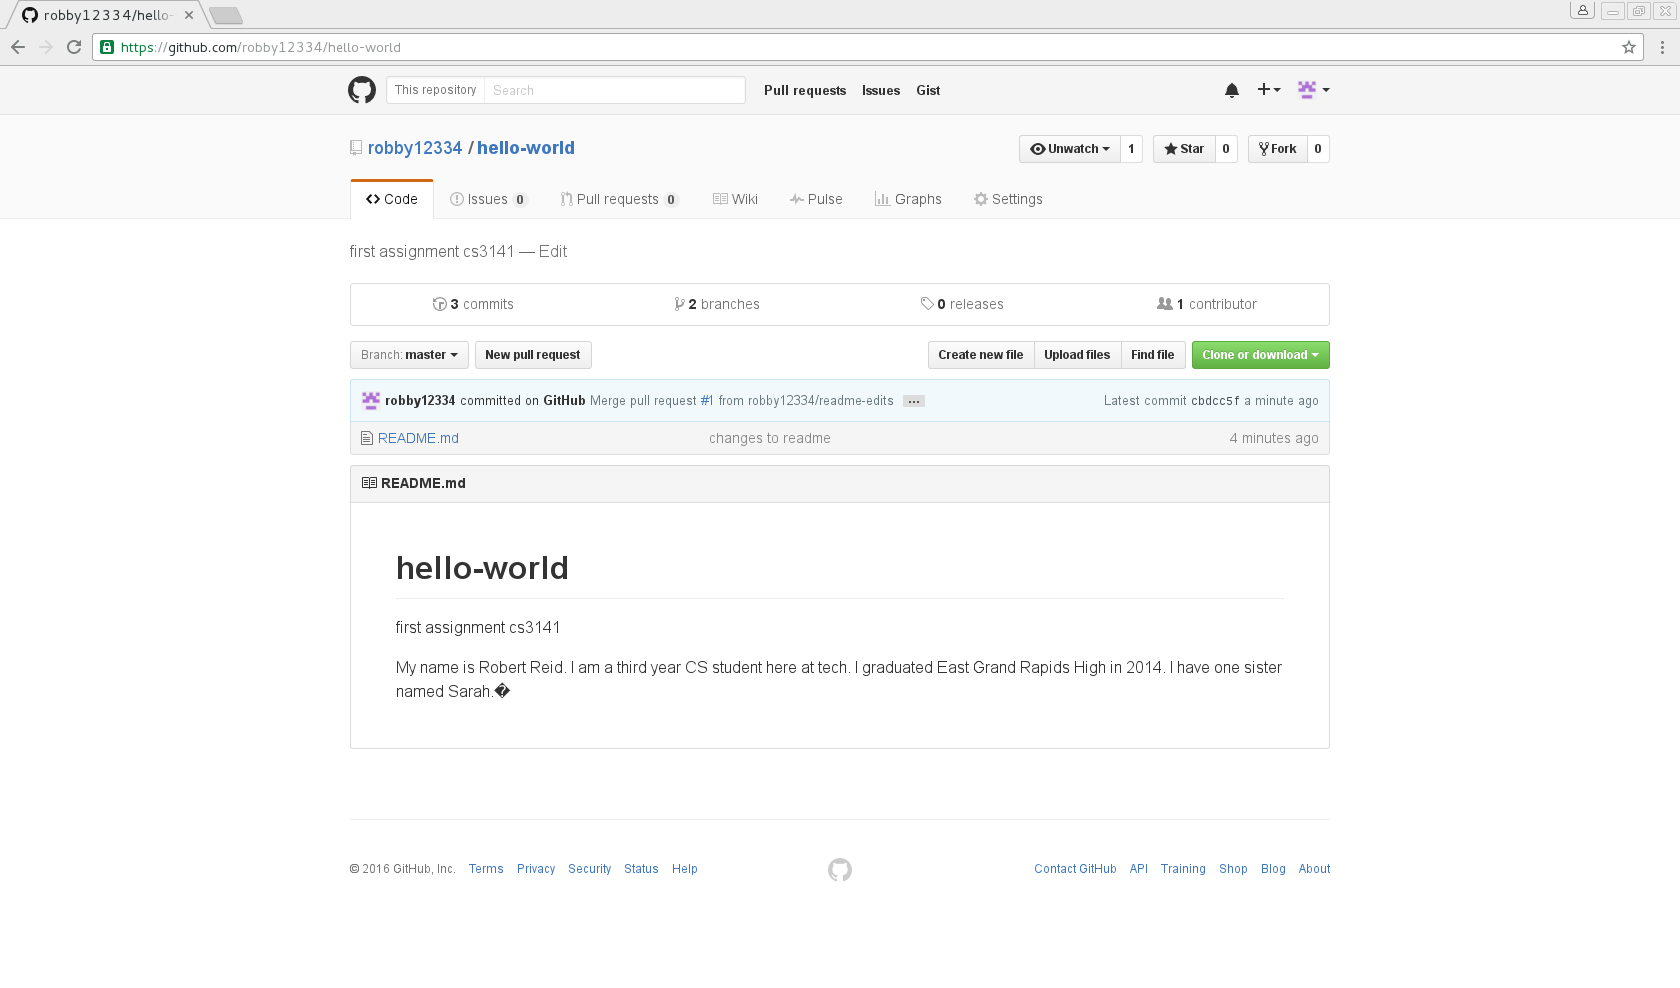 robby12334/hello-
https://github.com/robby12334/hello-world
This repository Search Pull requests Issues Gist
robby12334 / hello-world Unwatch 1 Star 0 Fork 0
Code Issues 0 Pull requests 0 Wiki Pulse Graphs Settings
first assignment cs3141 — Edit
3 commits 2 branches 0 releases 1 contributor
Branch: master New pull request Create new file Upload files Find file Clone or download
robby12334 committed on GitHub Merge pull request #1 from robby12334/readme-edits … Latest commit cbdcc5f a minute ago
README.md changes to readme 4 minutes ago
README.md
hello-world
first assignment cs3141
My name is Robert Reid. I am a third year CS student here at tech. I graduated East Grand Rapids High in 2014. I have one sister
named Sarah.�
© 2016 GitHub, Inc. Terms Privacy Security Status Help Contact GitHub API Training Shop Blog About